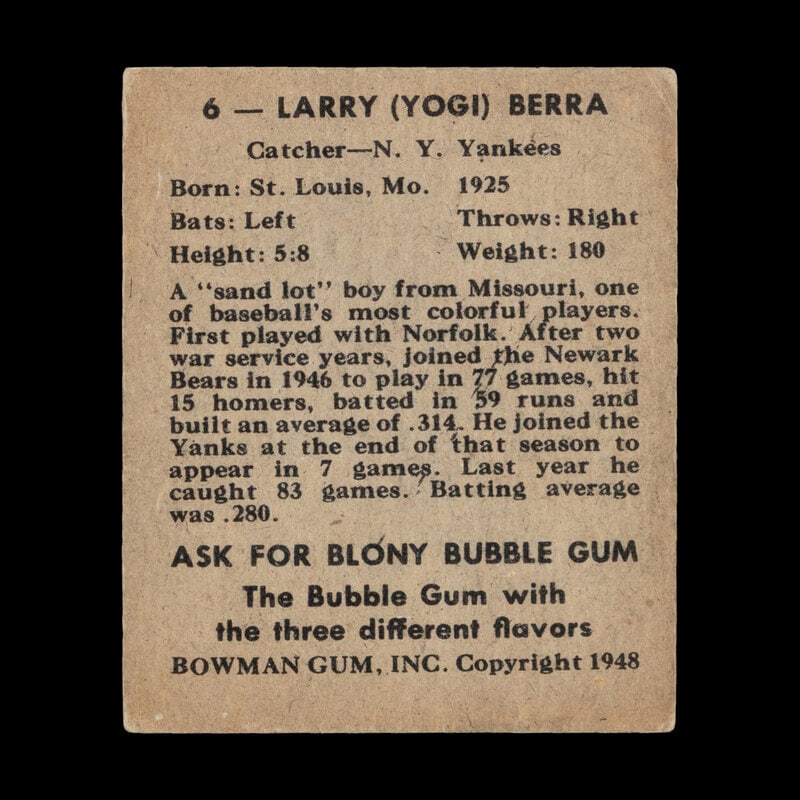 6 — LARRY (YOGI) BERRA
Catcher—N. Y. Yankees
Born: St. Louis, Mo. 1925
Bats: Left Throws: Right
Height: 5:8 Weight: 180
A "sand lot" boy from Missouri, one
of baseball's most colorful players.
First played with Norfolk. After two
war service years, joined the Newark
Bears in 1946 to play in 77 games, hit
15 homers, batted in 59 runs and
built an average of .314. He joined the
Yanks at the end of that season to
appear in 7 games. Last year he
caught 83 games. Batting average
was .280.
ASK FOR BLONY BUBBLE GUM
The Bubble Gum with
the three different flavors
BOWMAN GUM, INC. Copyright 1948